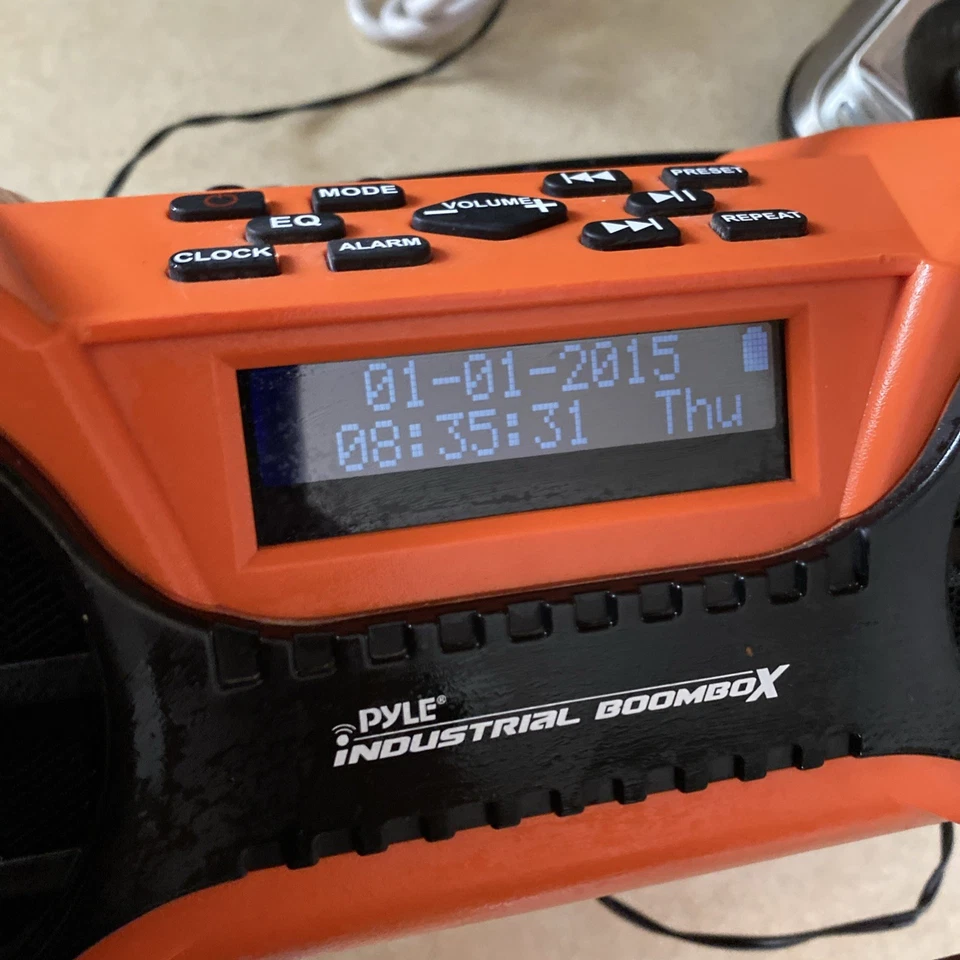 MODE
PRESET
- VOLUME +
EQ
REPEAT
CLOCK
ALARM
01-01-2015
08:35:31 Thu
PYLE®
INDUSTRIAL BOOMBOX